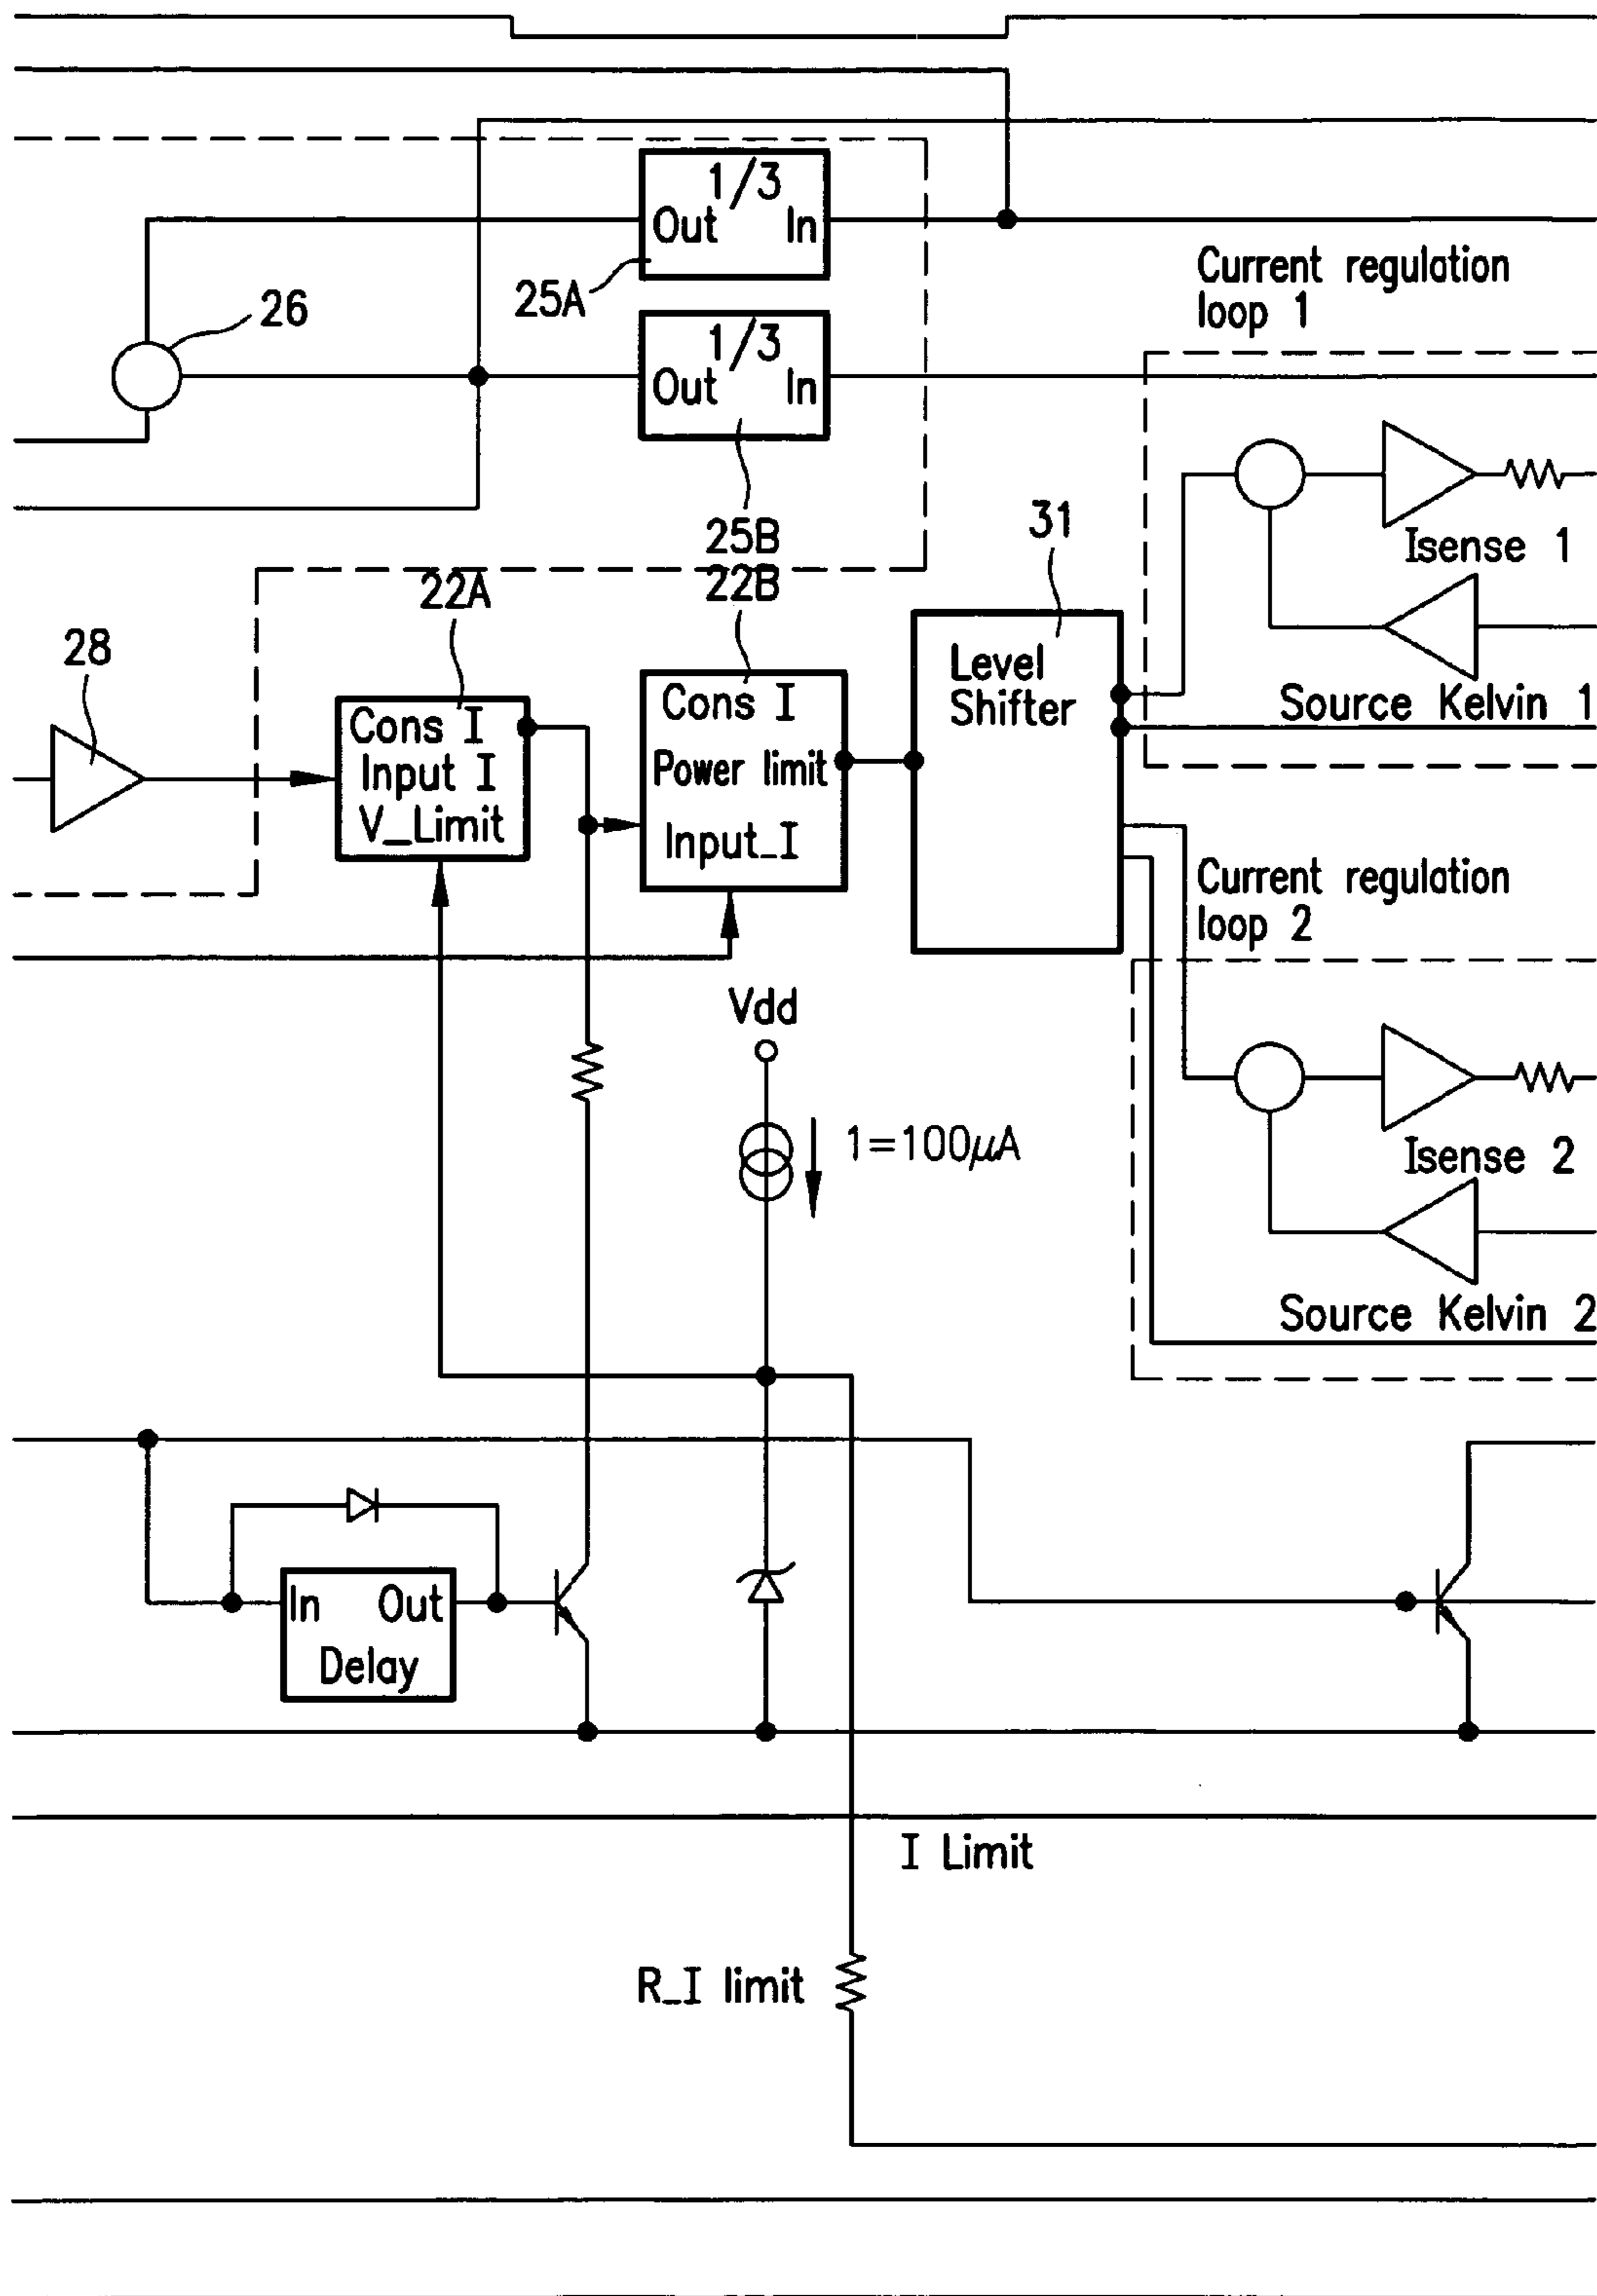 1/3
Out In
25A
26
1/3
Out In
25B
Current regulation
loop 1
Isense 1
Source Kelvin 1
31
Level
Shifter
22A
22B
28
Cons I
Input I
V_Limit
Cons I
Power limit
Input_I
Current regulation
loop 2
Vdd
1=100μA
Isense 2
Source Kelvin 2
In Out
Delay
I Limit
R_I limit